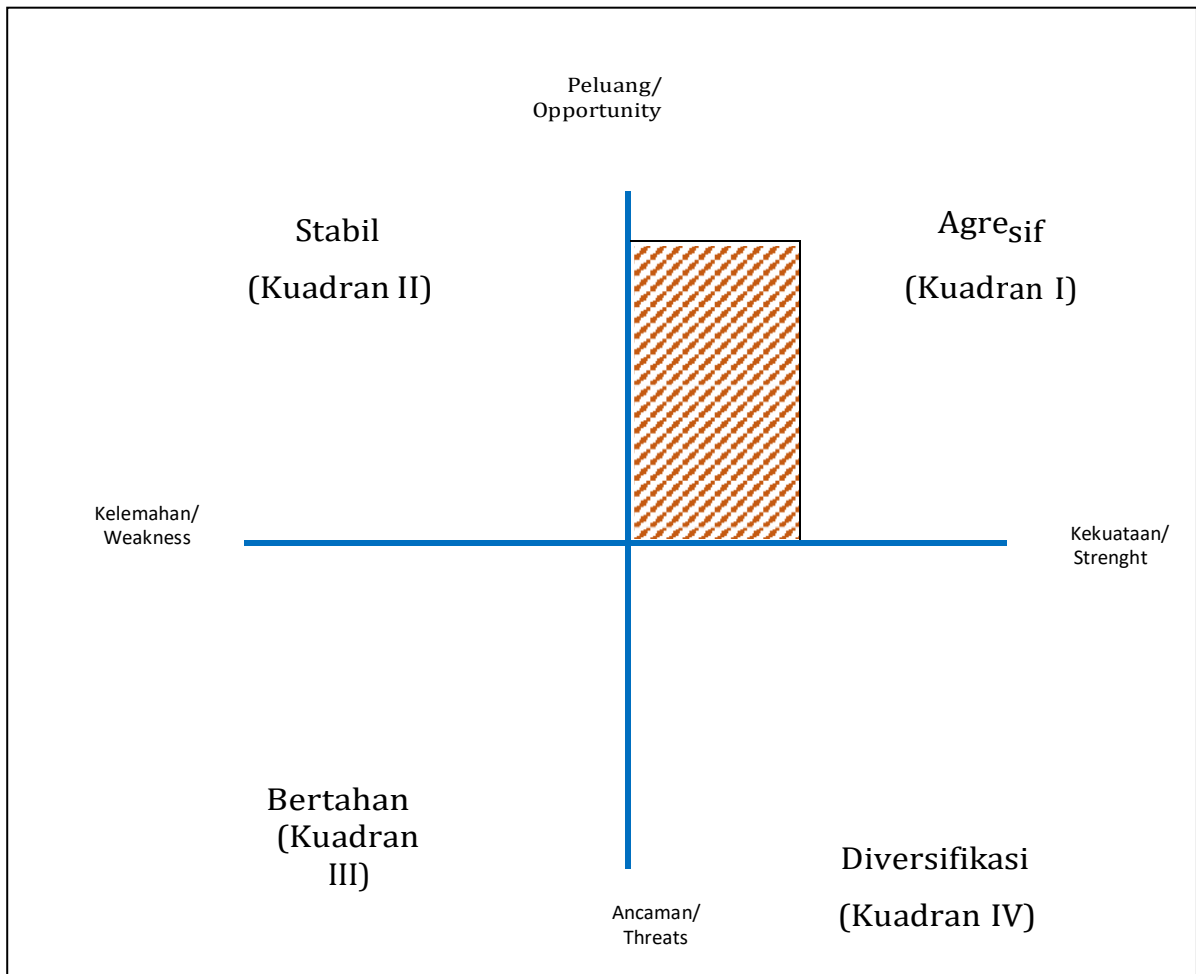 Peluang/
Opportunity
Stabil
(Kuadran II)
Agresif
(Kuadran I)
Kelemahan/
Weakness
Kekuataan/
Strenght
Bertahan
(Kuadran
III)
Diversifikasi
(Kuadran IV)
Ancaman/
Threats